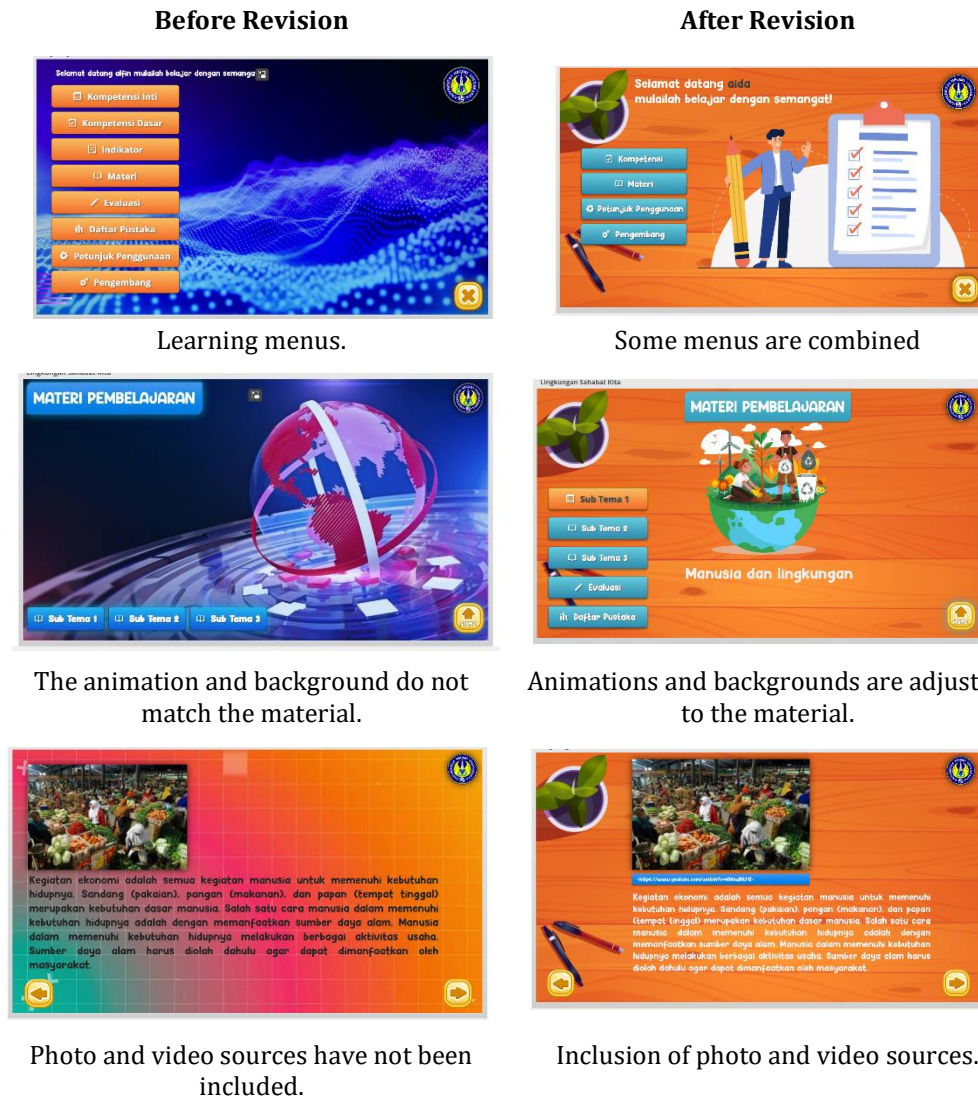 Before Revision
After Revision
Selamat datang alfin mulailah belajar dengan semanga
Kompetensi Inti
Kompetensi Dasar
Indikator
Materi
Evaluasi
Daftar Pustaka
Petunjuk Penggunaan
Pengembang
Selamat datang aida
mulailah belajar dengan semangat!
Kompetensi
Materi
Petunjuk Penggunaan
Pengembang
Learning menus.
Some menus are combined
Lingkungan Sahabat Kita
MATERI PEMBELAJARAN
Sub Tema 1
Sub Tema 2
Sub Tema 3
HOME
Lingkungan Sahabat Kita
MATERI PEMBELAJARAN
Sub Tema 1
Sub Tema 2
Sub Tema 3
Evaluasi
Daftar Pustaka
Manusia dan lingkungan
HOME
The animation and background do not
match the material.
Animations and backgrounds are adjust
to the material.
Kegiatan ekonomi adalah semua kegiatan manusia untuk memenuhi kebutuhan
hidupnya. Sandang (pakaian), pangan (makanan), dan papan (tempat tinggal)
merupakan kebutuhan dasar manusia. Salah satu cara manusia dalam memenuhi
kebutuhan hidupnya adalah dengan memanfaatkan sumber daya alam. Manusia
dalam memenuhi kebutuhan hidupnya melakukan berbagai aktivitas usaha.
Sumber daya alam harus diolah dahulu agar dapat dimanfaatkan oleh
masyarakat.
Kegiatan ekonomi adalah semua kegiatan manusia untuk memenuhi
kebutuhan hidupnya. Sandang (pakaian), pangan (makanan), dan papan
(tempat tinggal) merupakan kebutuhan dasar manusia. Salah satu cara
manusia dalam memenuhi kebutuhan hidupnya adalah dengan
memanfaatkan sumber daya alam. Manusia dalam memenuhi kebutuhan
hidupnya melakukan berbagai aktivitas usaha. Sumber daya alam harus
diolah dahulu agar dapat dimanfaatkan oleh masyarakat.
Photo and video sources have not been
included.
Inclusion of photo and video sources.